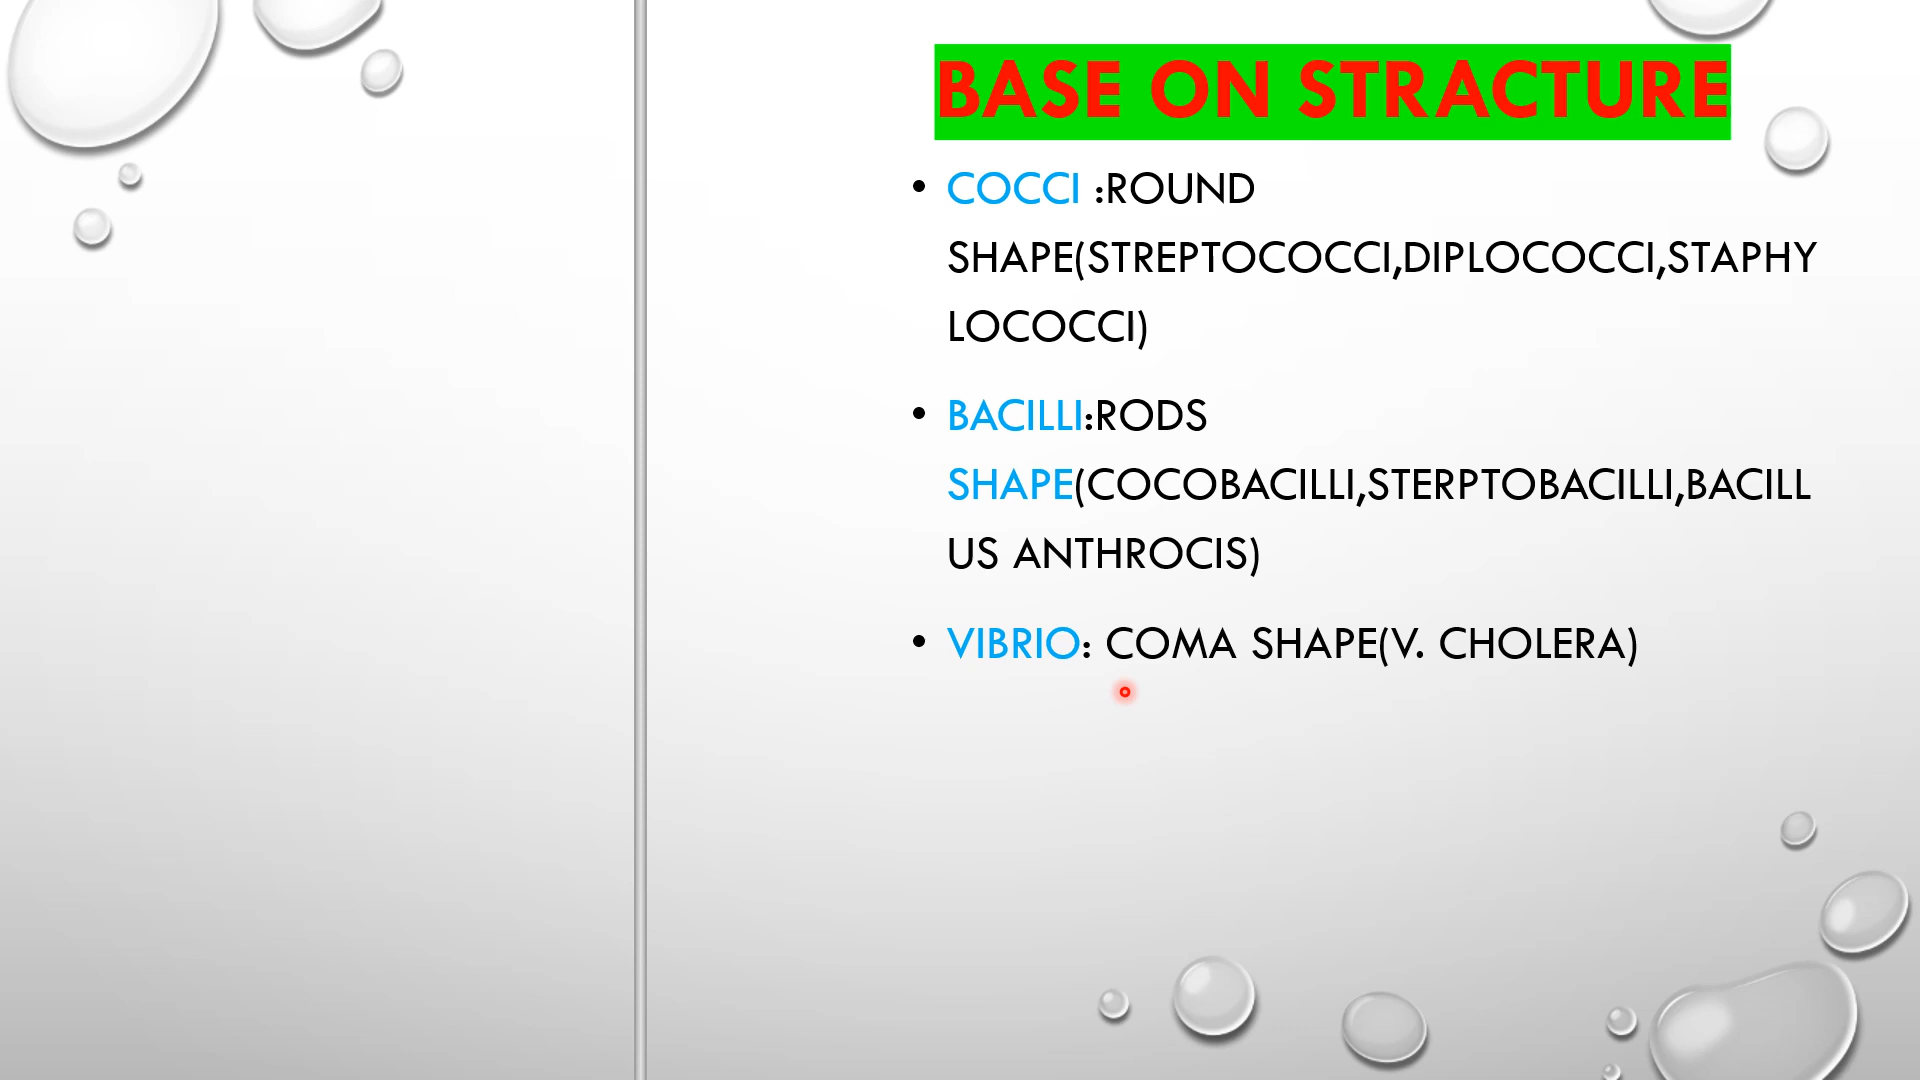 BASE ON STRACTURE
• COCCI :ROUND
SHAPE(STREPTOCOCCI,DIPLOCOCCI,STAPHY
LOCOCCI)
• BACILLI:RODS
SHAPE(COCOBACILLI,STERPTOBACILLI,BACILL
US ANTHROCIS)
• VIBRIO: COMA SHAPE(V. CHOLERA)